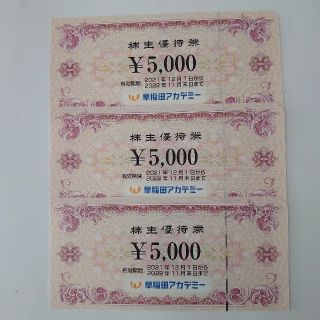 株主優待券
¥5,000
有効期間 2021年12月1日から
2022年11月末日まで
早稲田アカデミー
株主優待券
¥5,000
有効期間 2021年12月1日から
2022年11月末日まで
早稲田アカデミー
株主優待券
¥5,000
有効期間 2021年12月1日から
2022年11月末日まで
早稲田アカデミー